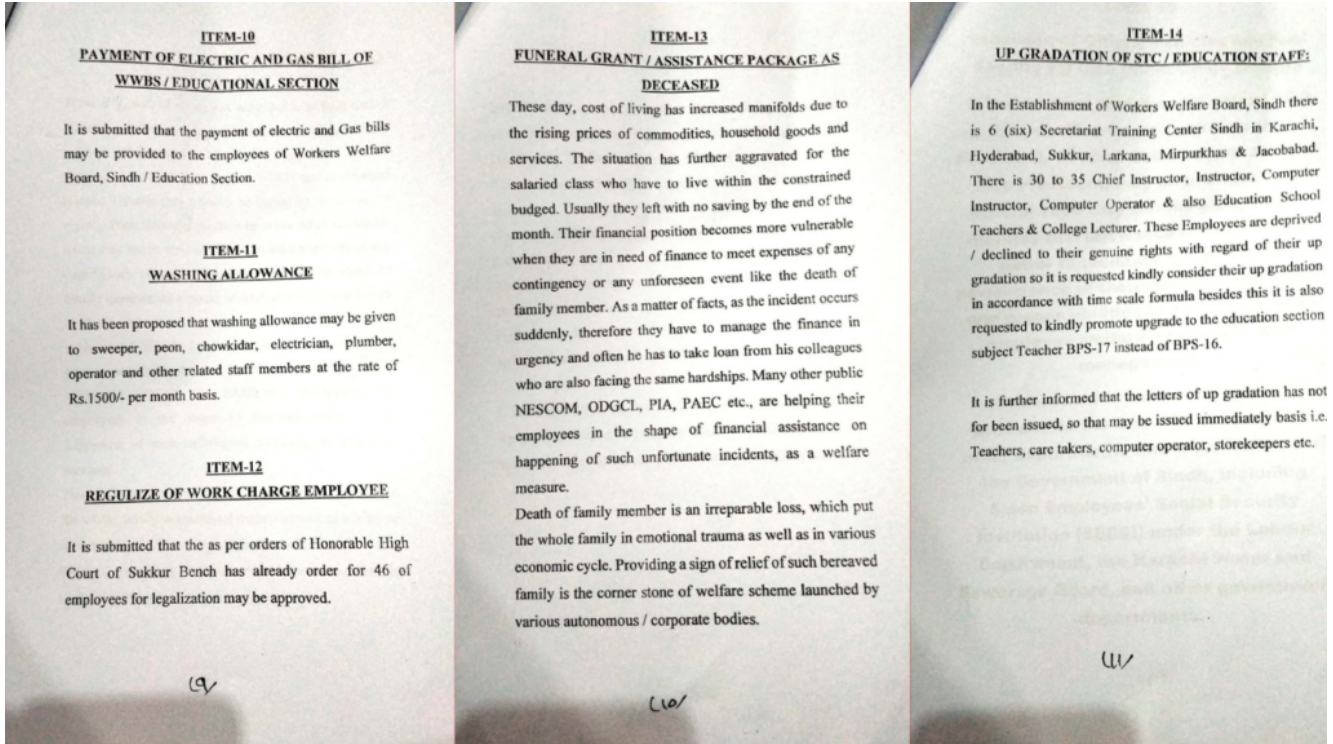 ITEM-10
PAYMENT OF ELECTRIC AND GAS BILL OF
WWBS / EDUCATIONAL SECTION
It is submitted that the payment of electric and Gas bills
may be provided to the employees of Workers Welfare
Board, Sindh / Education Section.
ITEM-11
WASHING ALLOWANCE
It has been proposed that washing allowance may be given
to sweeper, peon, chowkidar, electrician, plumber,
operator and other related staff members at the rate of
Rs.1500/- per month basis.
ITEM-12
REGULIZE OF WORK CHARGE EMPLOYEE
It is submitted that the as per orders of Honorable High
Court of Sukkur Bench has already order for 46 of
employees for legalization may be approved.
(9/
ITEM-13
FUNERAL GRANT / ASSISTANCE PACKAGE AS
DECEASED
These day, cost of living has increased manifolds due to
the rising prices of commodities, household goods and
services. The situation has further aggravated for the
salaried class who have to live within the constrained
budged. Usually they left with no saving by the end of the
month. Their financial position becomes more vulnerable
when they are in need of finance to meet expenses of any
contingency or any unforeseen event like the death of
family member. As a matter of facts, as the incident occurs
suddenly, therefore they have to manage the finance in
urgency and often he has to take loan from his colleagues
who are also facing the same hardships. Many other public
NESCOM, ODGCL, PIA, PAEC etc., are helping their
employees in the shape of financial assistance on
happening of such unfortunate incidents, as a welfare
measure.
Death of family member is an irreparable loss, which put
the whole family in emotional trauma as well as in various
economic cycle. Providing a sign of relief of such bereaved
family is the corner stone of welfare scheme launched by
various autonomous / corporate bodies.
(10/
ITEM-14
UP GRADATION OF STC / EDUCATION STAFF:
In the Establishment of Workers Welfare Board, Sindh there
is 6 (six) Secretariat Training Center Sindh in Karachi,
Hyderabad, Sukkur, Larkana, Mirpurkhas & Jacobabad.
There is 30 to 35 Chief Instructor, Instructor, Computer
Instructor, Computer Operator & also Education School
Teachers & College Lecturer. These Employees are deprived
/ declined to their genuine rights with regard of their up
gradation so it is requested kindly consider their up gradation
in accordance with time scale formula besides this it is also
requested to kindly promote upgrade to the education section
subject Teacher BPS-17 instead of BPS-16.
It is further informed that the letters of up gradation has not
for been issued, so that may be issued immediately basis i.e.
Teachers, care takers, computer operator, storekeepers etc.
(11/